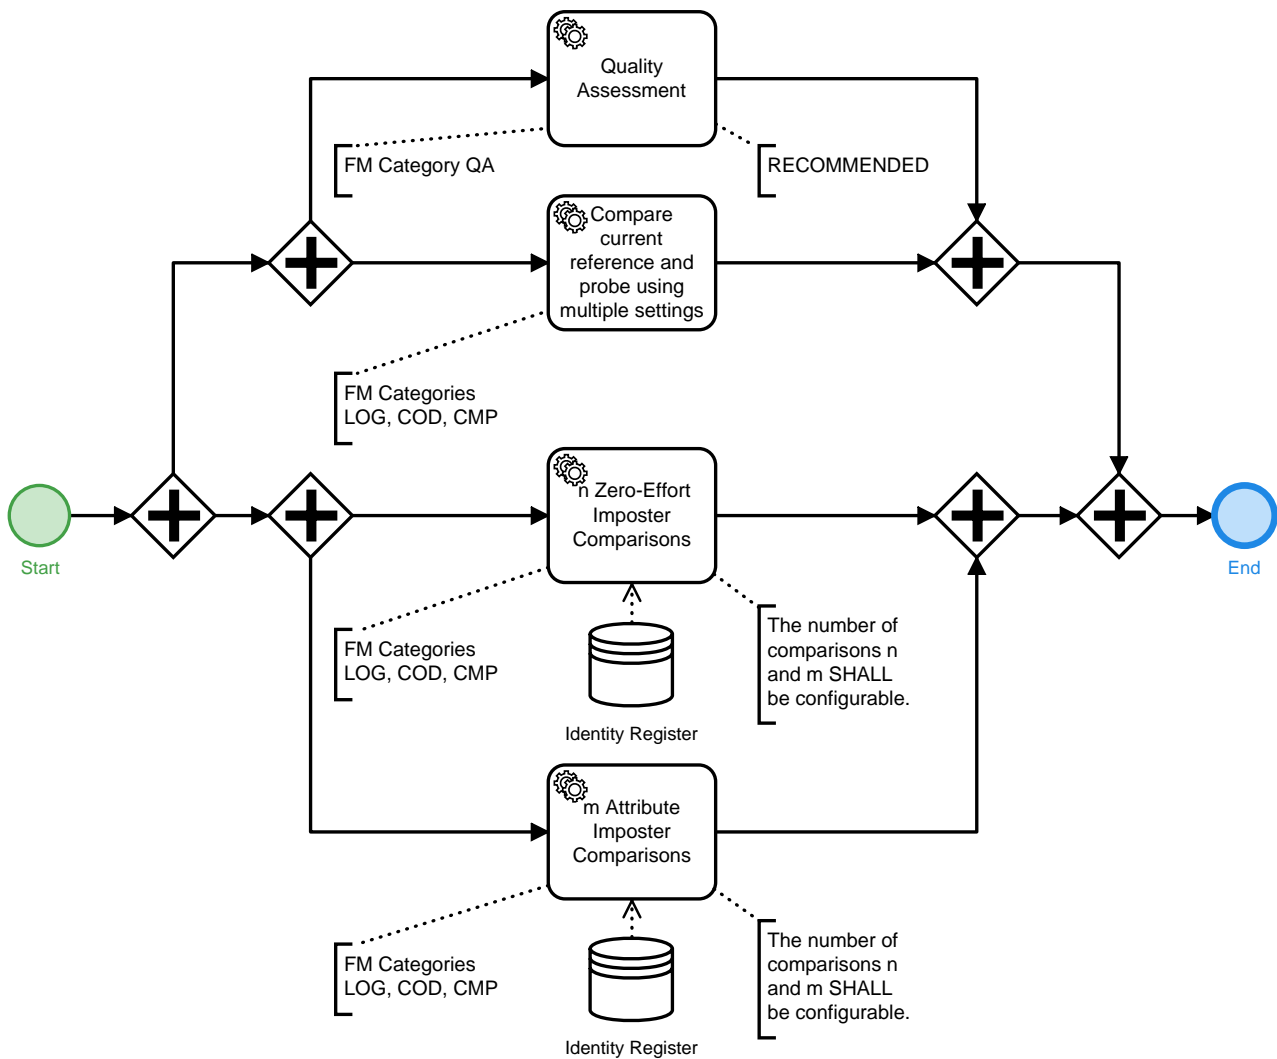 Quality
Assessment
FM Category QA
RECOMMENDED
Compare
current
reference and
probe using
multiple settings
FM Categories
LOG, COD, CMP
Start
n Zero-Effort
Imposter
Comparisons
End
FM Categories
LOG, COD, CMP
The number of
comparisons n
and m SHALL
be configurable.
Identity Register
m Attribute
Imposter
Comparisons
FM Categories
LOG, COD, CMP
The number of
comparisons n
and m SHALL
be configurable.
Identity Register